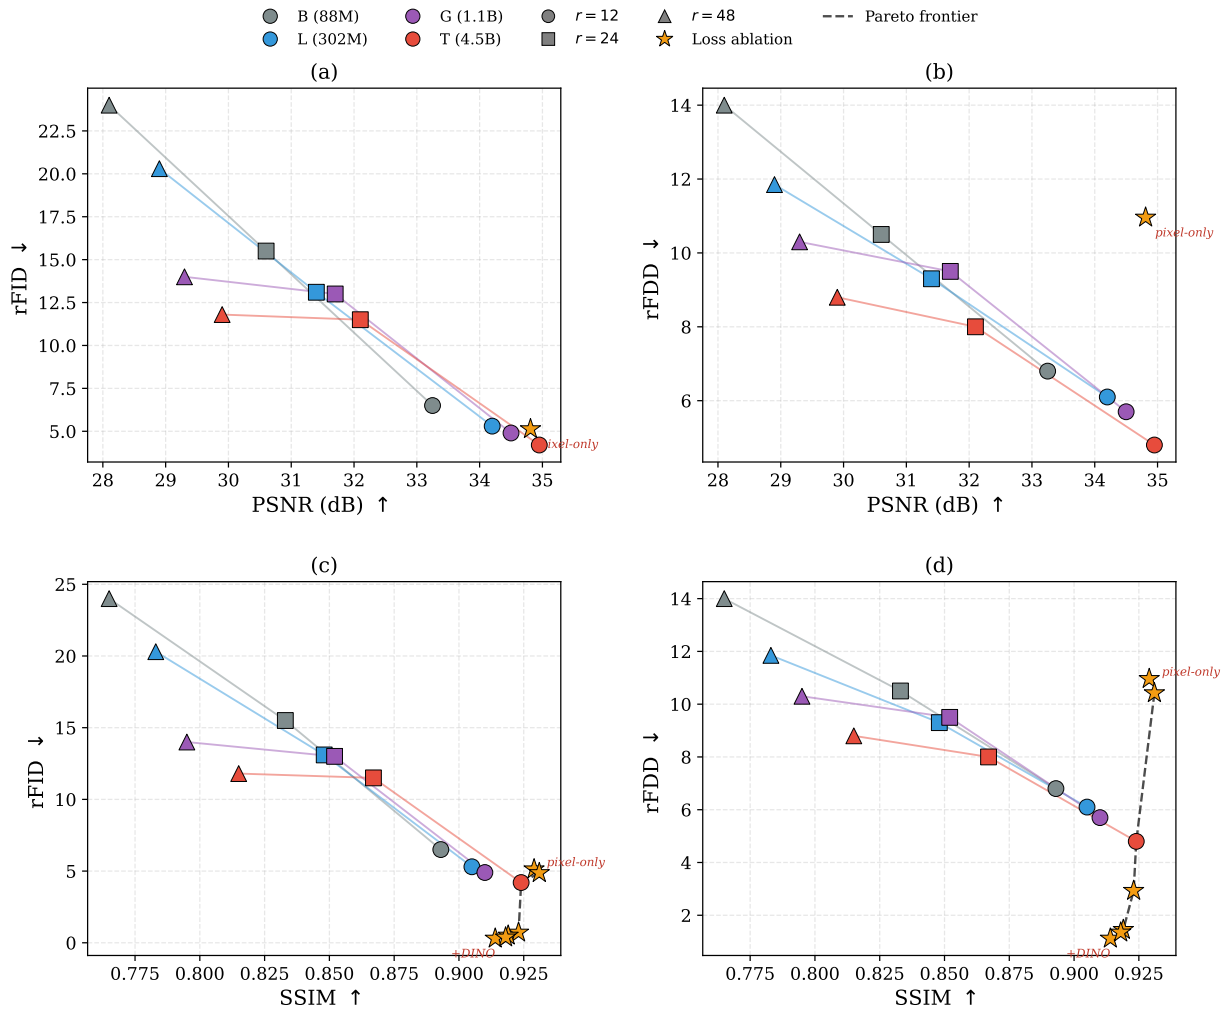 B (88M)
G (1.1B)
r = 12
r = 48
Pareto frontier
L (302M)
T (4.5B)
r = 24
Loss ablation
(a)
22.5
20.0
17.5
15.0
12.5
10.0
7.5
5.0
rFID ↓
pixel-only
28 29 30 31 32 33 34 35
PSNR (dB) ↑
(b)
14
12
10
8
6
rFDD ↓
pixel-only
28 29 30 31 32 33 34 35
PSNR (dB) ↑
(c)
25
20
15
10
5
0
rFID ↓
pixel-only
+DINO
0.775 0.800 0.825 0.850 0.875 0.900 0.925
SSIM ↑
(d)
14
12
10
8
6
4
2
rFDD ↓
pixel-only
+DINO
0.775 0.800 0.825 0.850 0.875 0.900 0.925
SSIM ↑